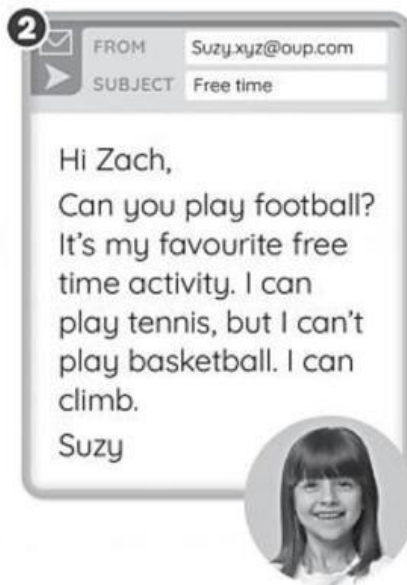 2
FROM Suzy.xyz@oup.com
SUBJECT Free time
Hi Zach,
Can you play football?
It's my favourite free
time activity. I can
play tennis, but I can't
play basketball. I can
climb.
Suzy